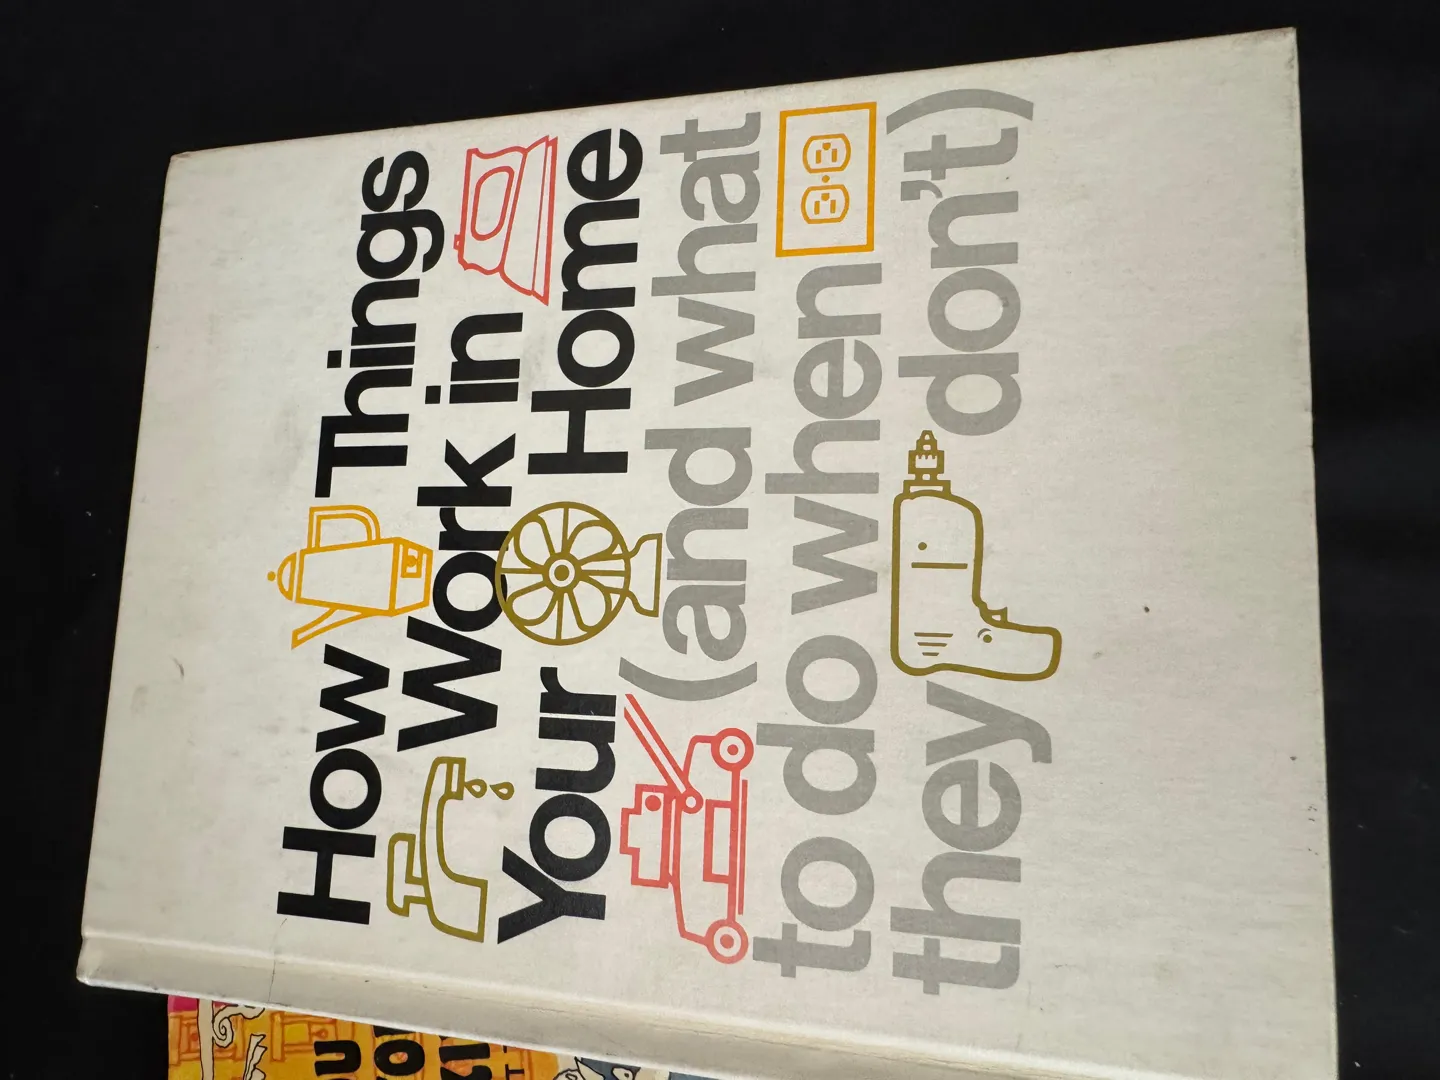 How Things
Work in
Your Home
(and what
to do when
they don't)